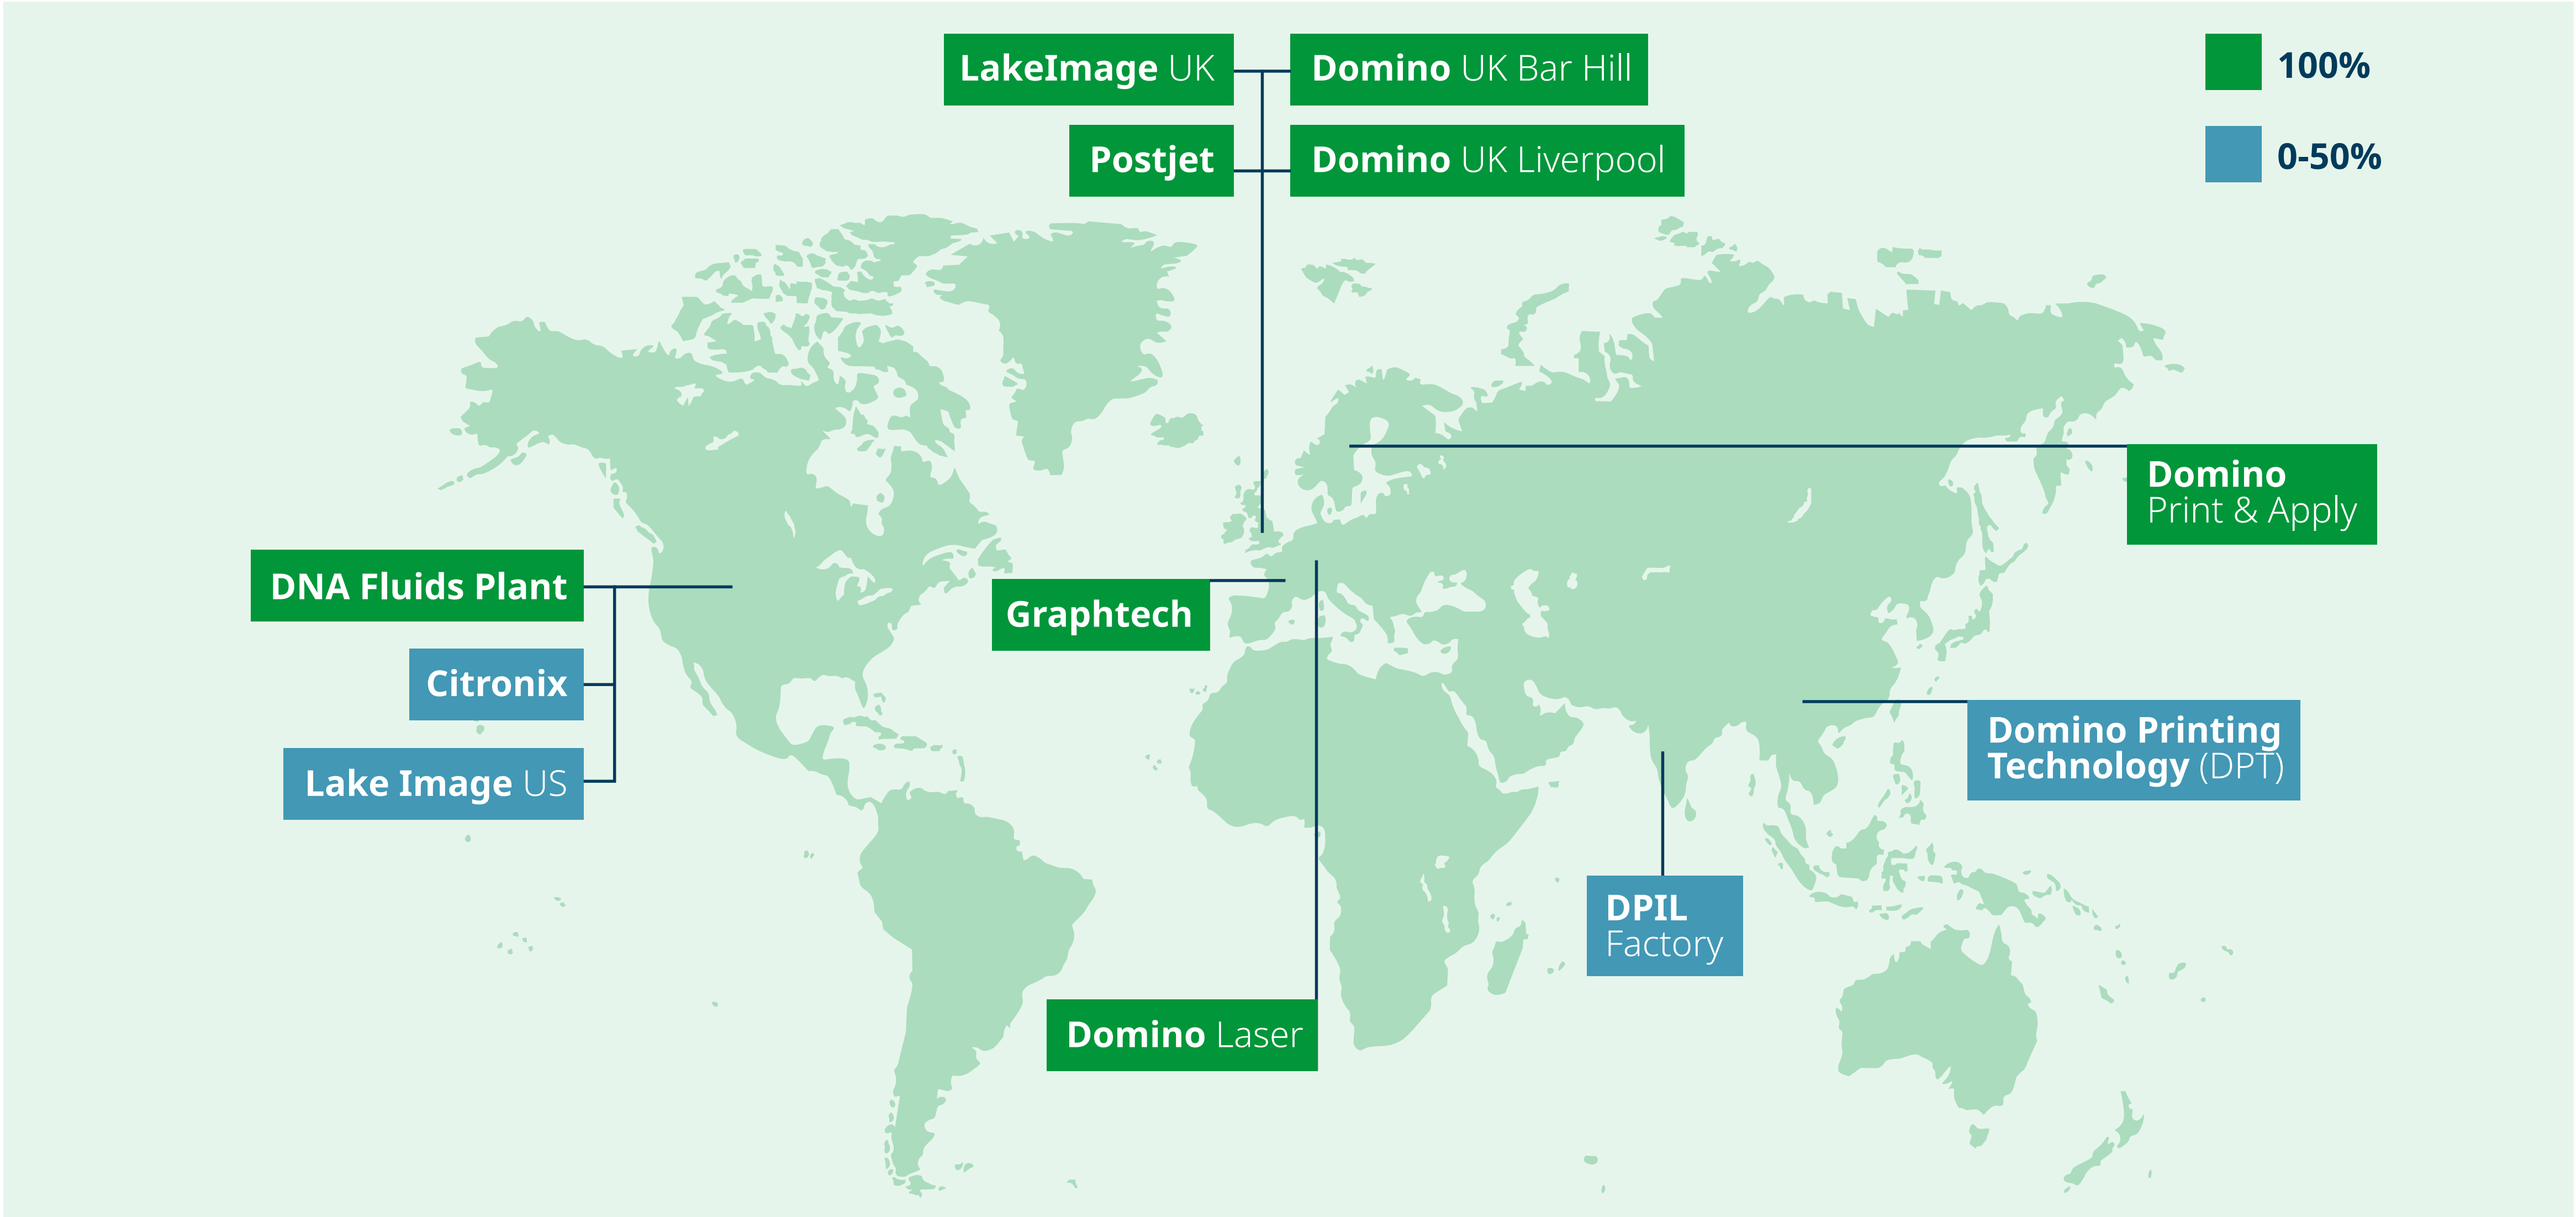 LakeImage UK
Domino UK Bar Hill
100%
Postjet
Domino UK Liverpool
0-50%
Domino
Print & Apply
DNA Fluids Plant
Graphtech
Citronix
Domino Printing
Technology (DPT)
Lake Image US
DPIL
Factory
Domino Laser